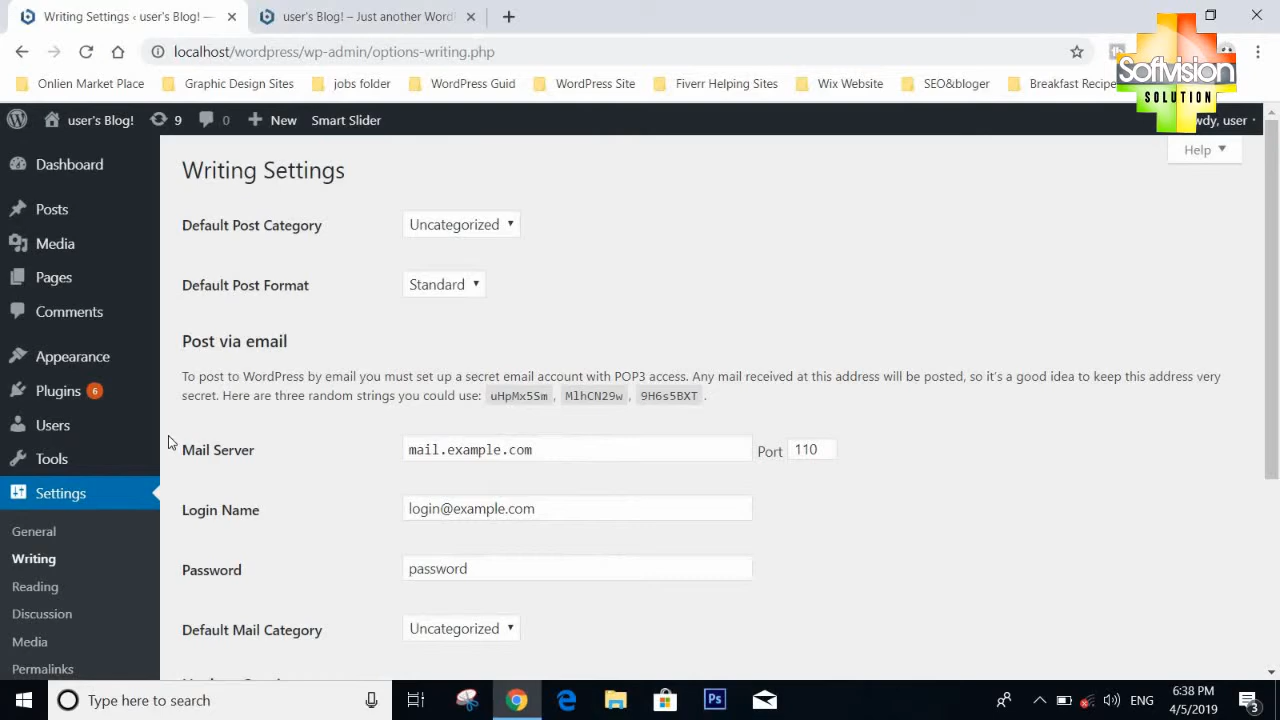 Writing Settings ‹ user's Blog! —
user's Blog! – Just another Word
localhost/wordpress/wp-admin/options-writing.php
Onlien Market Place
Graphic Design Sites
jobs folder
WordPress Guid
WordPress Site
Fiverr Helping Sites
Wix Website
SEO&bloger
Breakfast Recipe
Sofvision
SOLUTION
user's Blog!
9
0
New
Smart Slider
wdy, user
Help
Dashboard
Posts
Media
Pages
Comments
Appearance
Plugins 6
Users
Tools
Settings
General
Writing
Reading
Discussion
Media
Permalinks
Writing Settings
Default Post Category Uncategorized
Default Post Format Standard
Post via email
To post to WordPress by email you must set up a secret email account with POP3 access. Any mail received at this address will be posted, so it's a good idea to keep this address very
secret. Here are three random strings you could use: uHpMx5Sm , MlhCN29w , 9H6s5BXT .
Mail Server mail.example.com Port 110
Login Name login@example.com
Password password
Default Mail Category Uncategorized
Type here to search
Ps
ENG
6:38 PM
4/5/2019
3